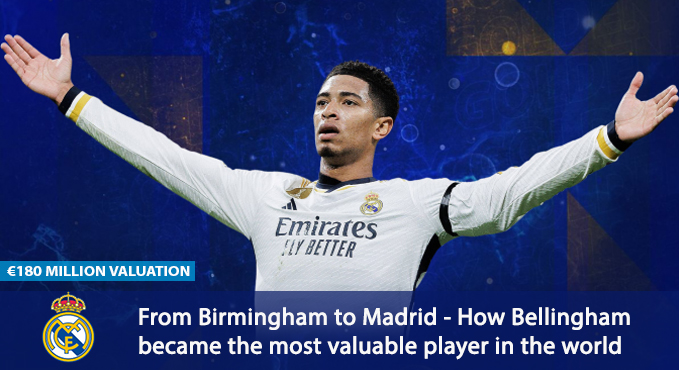 Emirates
FLY BETTER
€180 MILLION VALUATION
From Birmingham to Madrid - How Bellingham
became the most valuable player in the world